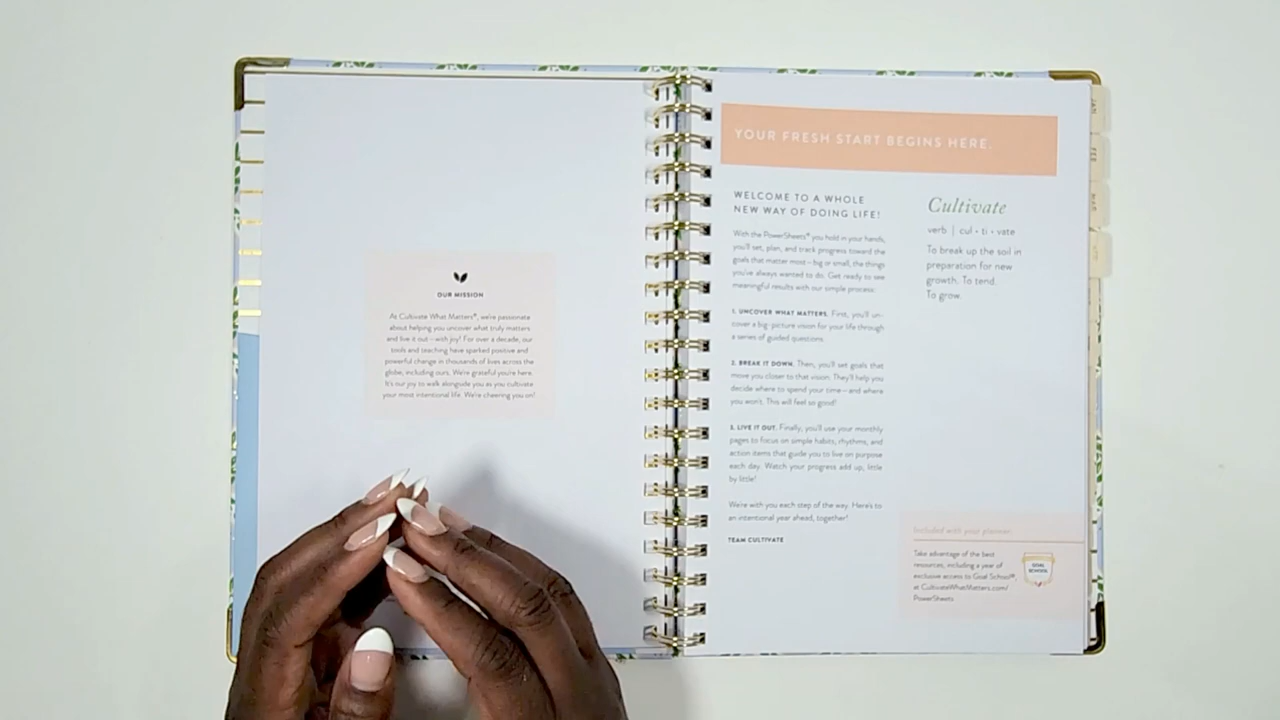 OUR MISSION
At Cultivate What Matters®, we're passionate
about helping you uncover what truly matters
and live it out—with joy! For over a decade, our
tools and teaching have sparked positive and
powerful change in thousands of lives across the
globe, including ours. We're grateful you're here.
It's our joy to walk alongside you as you cultivate
your most intentional life. We're cheering you on!
YOUR FRESH START BEGINS HERE.
WELCOME TO A WHOLE
NEW WAY OF DOING LIFE!
With the PowerSheets® you hold in your hands,
you'll set, plan, and track progress toward the
goals that matter most—big or small, the things
you've always wanted to do. Get ready to see
meaningful results with our simple process:
1. UNCOVER WHAT MATTERS. First, you'll un-
cover a big-picture vision for your life through
a series of guided questions.
2. BREAK IT DOWN. Then, you'll set goals that
move you closer to that vision. They'll help you
decide where to spend your time—and where
you won't. This will feel so good!
3. LIVE IT OUT. Finally, you'll use your monthly
pages to focus on simple habits, rhythms, and
action items that guide you to live on purpose
each day. Watch your progress add up, little
by little!
We're with you each step of the way. Here's to
an intentional year ahead, together!
TEAM CULTIVATE
Cultivate
verb | cul • ti • vate
To break up the soil in
preparation for new
growth. To tend.
To grow.
Included with your planner
Take advantage of the best
resources, including a year of
exclusive access to Goal School®,
at CultivateWhatMatters.com/
PowerSheets
GOAL
SCHOOL